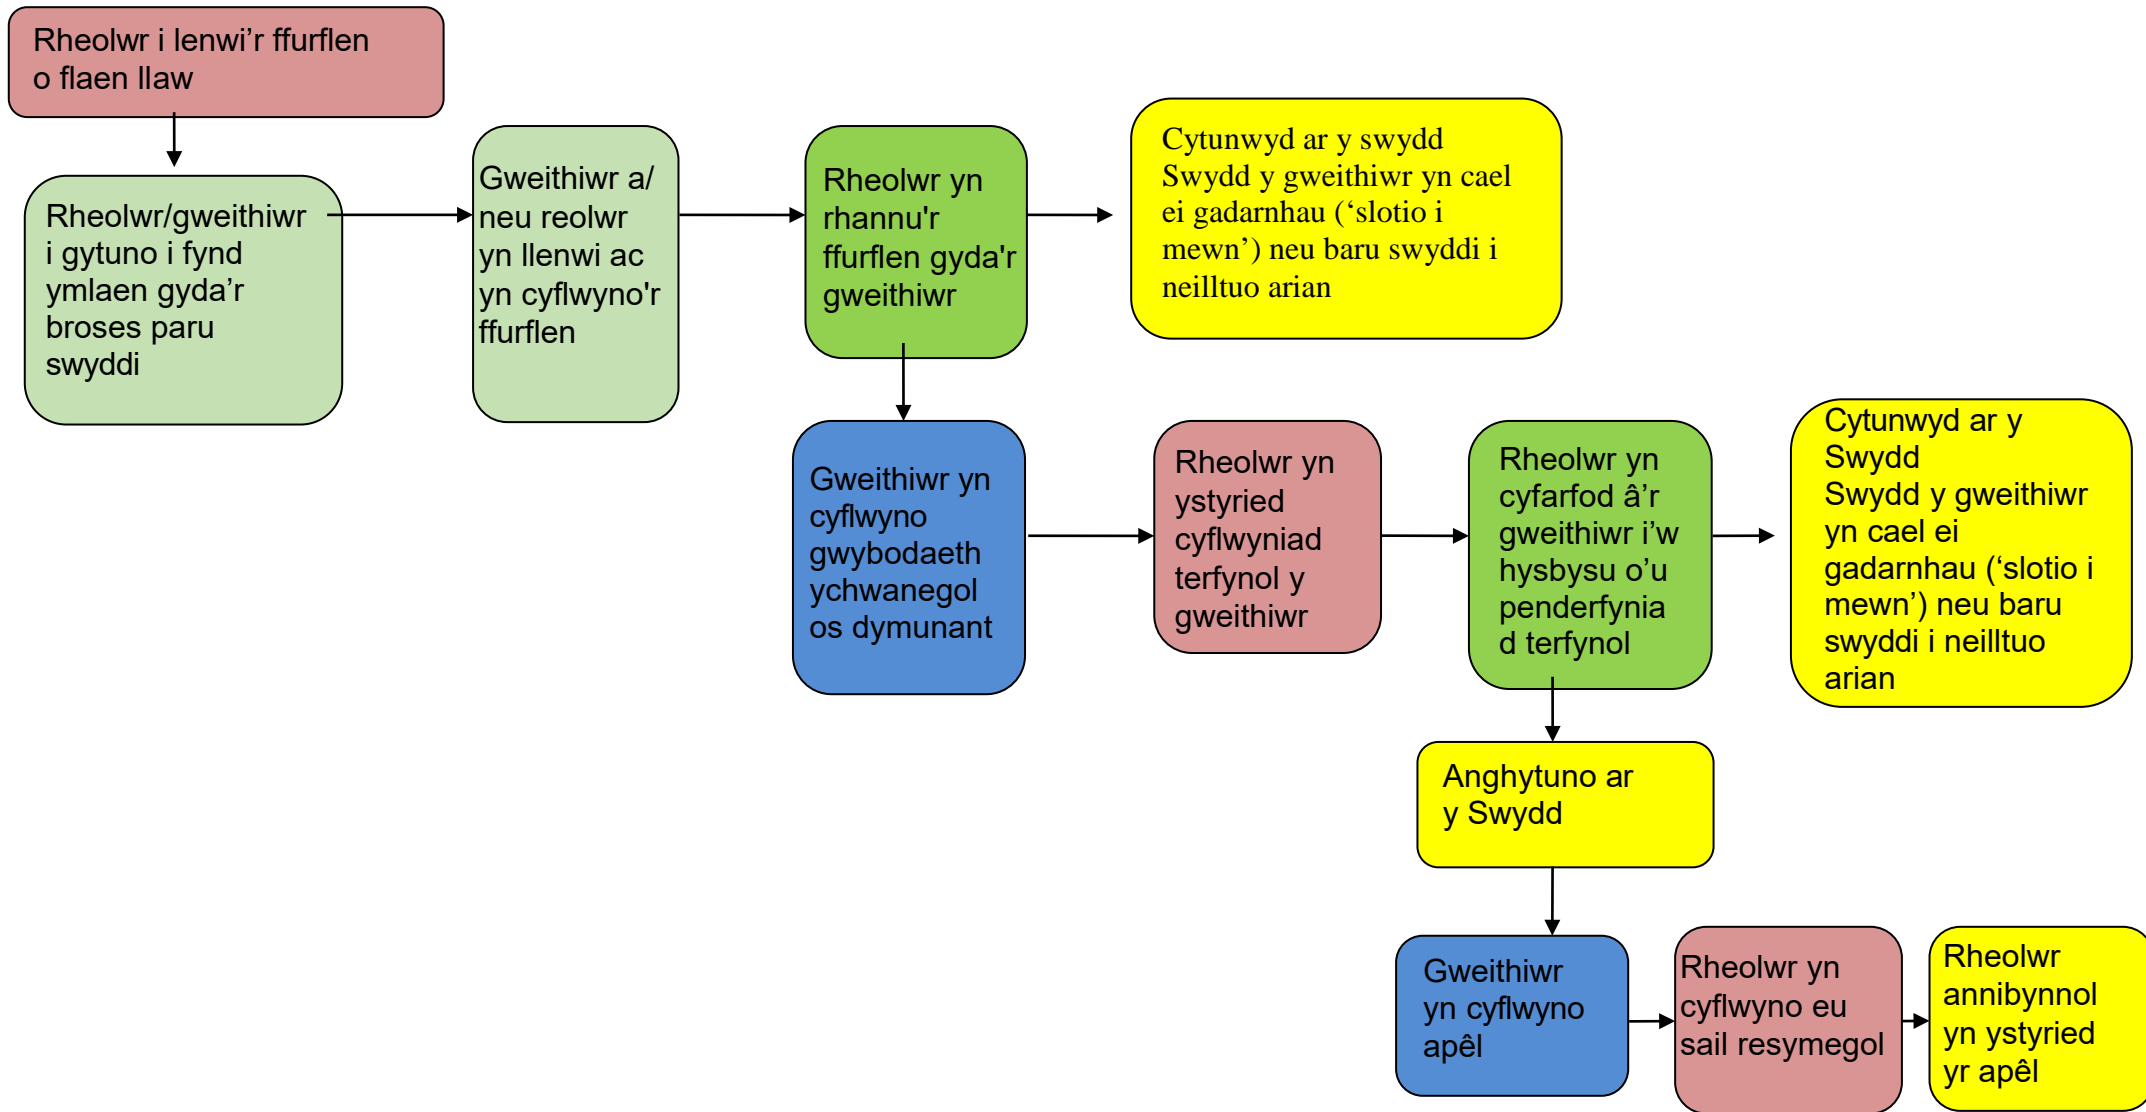 Rheolwr i lenwi’r ffurflen
o flaen llaw
Rheolwr/gweithiwr
i gytuno i fynd
ymlaen gyda’r
broses paru
swyddi
Gweithiwr a/
neu reolwr
yn llenwi ac
yn cyflwyno'r
ffurflen
Rheolwr yn
rhannu'r
ffurflen gyda'r
gweithiwr
Cytunwyd ar y swydd
Swydd y gweithiwr yn cael
ei gadarnhau (‘slotio i
mewn’) neu baru swyddi i
neilltuo arian
Gweithiwr yn
cyflwyno
gwybodaeth
ychwanegol
os dymunant
Rheolwr yn
ystyried
cyflwyniad
terfynol y
gweithiwr
Rheolwr yn
cyfarfod â’r
gweithiwr i’w
hysbysu o’u
penderfynia
d terfynol
Cytunwyd ar y
Swydd
Swydd y gweithiwr
yn cael ei
gadarnhau (‘slotio i
mewn’) neu baru
swyddi i neilltuo
arian
Anghytuno ar
y Swydd
Gweithiwr
yn cyflwyno
apêl
Rheolwr yn
cyflwyno eu
sail resymegol
Rheolwr
annibynnol
yn ystyried
yr apêl